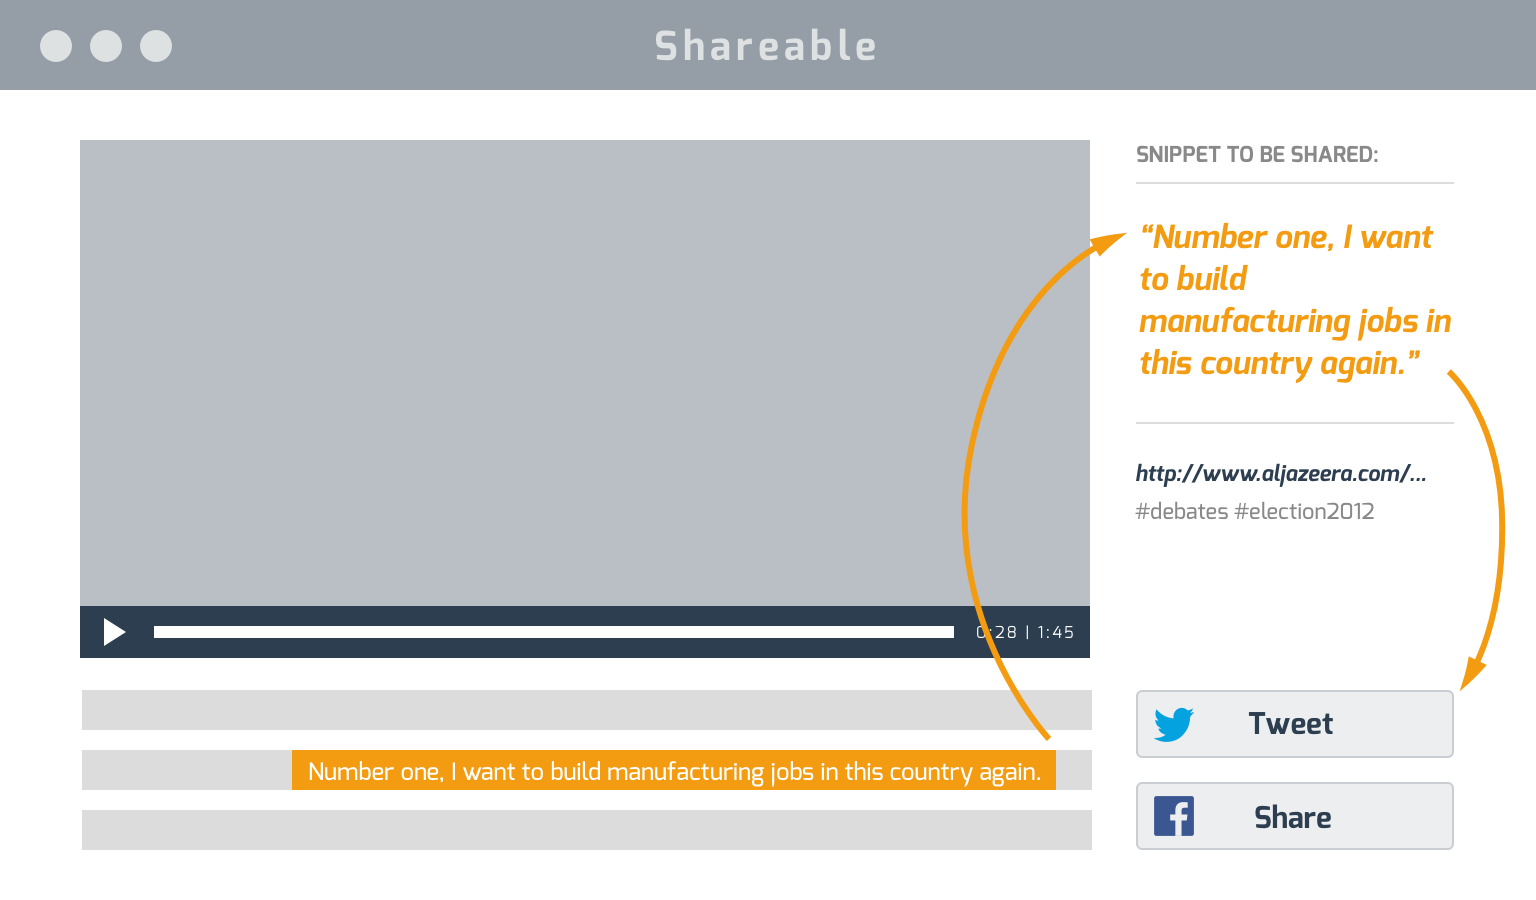 Shareable
SNIPPET TO BE SHARED:
“Number one, I want
to build
manufacturing jobs in
this country again.”
http://www.aljazeera.com/...
#debates #election2012
0:28 | 1:45
Number one, I want to build manufacturing jobs in this country again.
Tweet
Share